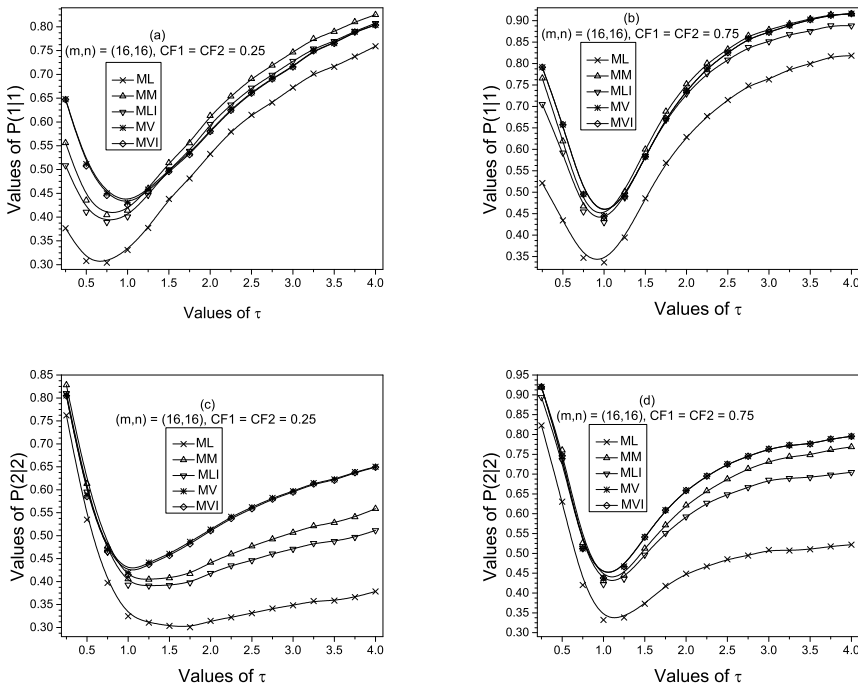 (a)
(m,n) = (16,16), CF1 = CF2 = 0.25
ML
MM
MLI
MV
MVI
Values of P(1|1)
0.80
0.75
0.70
0.65
0.60
0.55
0.50
0.45
0.40
0.35
0.30
0.5 1.0 1.5 2.0 2.5 3.0 3.5 4.0
Values of τ
(b)
(m,n) = (16,16), CF1 = CF2 = 0.75
ML
MM
MLI
MV
MVI
Values of P(1|1)
0.90
0.85
0.80
0.75
0.70
0.65
0.60
0.55
0.50
0.45
0.40
0.35
0.5 1.0 1.5 2.0 2.5 3.0 3.5 4.0
Values of τ
(c)
(m,n) = (16,16), CF1 = CF2 = 0.25
ML
MM
MLI
MV
MVI
Values of P(2|2)
0.85
0.80
0.75
0.70
0.65
0.60
0.55
0.50
0.45
0.40
0.35
0.30
0.5 1.0 1.5 2.0 2.5 3.0 3.5 4.0
Values of τ
(d)
(m,n) = (16,16), CF1 = CF2 = 0.75
ML
MM
MLI
MV
MVI
Values of P(2|2)
0.95
0.90
0.85
0.80
0.75
0.70
0.65
0.60
0.55
0.50
0.45
0.40
0.35
0.30
0.5 1.0 1.5 2.0 2.5 3.0 3.5 4.0
Values of τ